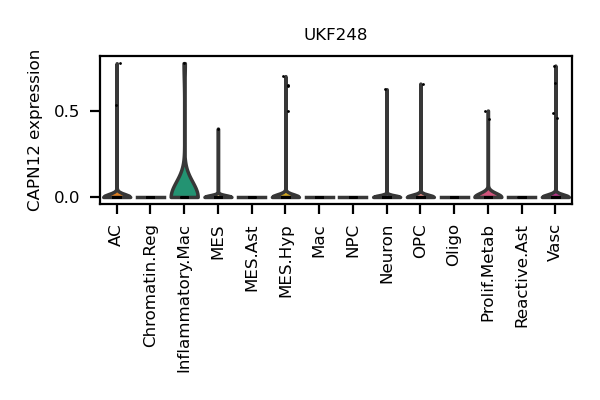 UKF248
CAPN12 expression
0.5
0.0
AC
Chromatin.Reg
Inflammatory.Mac
MES
MES.Ast
MES.Hyp
Mac
NPC
Neuron
OPC
Oligo
Prolif.Metab
Reactive.Ast
Vasc